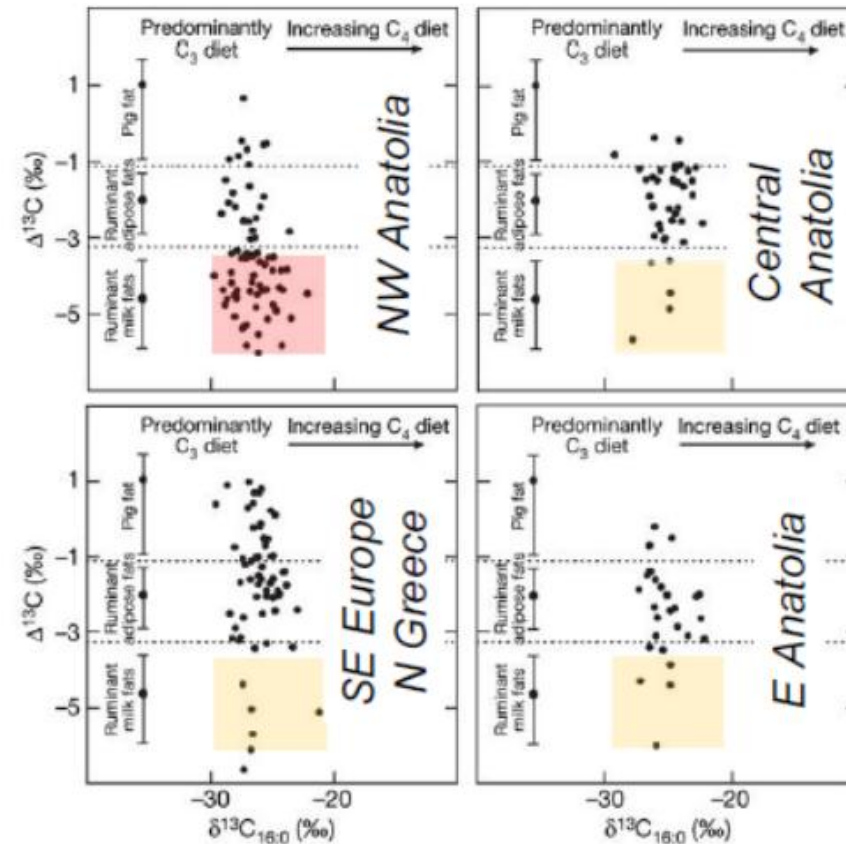 Predominantly C₃ diet
Increasing C₄ diet
Δ¹³C (‰)
1
−1
−3
−5
Pig fat
Ruminant adipose fats
Ruminant milk fats
NW Anatolia
Predominantly C₃ diet
Increasing C₄ diet
Pig fat
Ruminant adipose fats
Ruminant milk fats
Central
Anatolia
Predominantly C₃ diet
Increasing C₄ diet
Δ¹³C (‰)
1
−1
−3
−5
Pig fat
Ruminant adipose fats
Ruminant milk fats
SE Europe
N Greece
−30
−20
δ¹³C₁₆:₀ (‰)
Predominantly C₃ diet
Increasing C₄ diet
Pig fat
Ruminant adipose fats
Ruminant milk fats
E Anatolia
−30
−20
δ¹³C₁₆:₀ (‰)